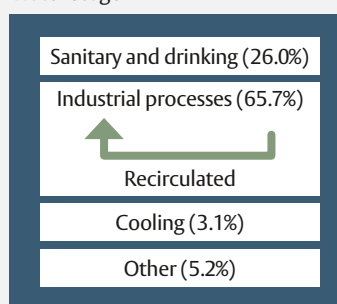 Sanitary and drinking (26.0%)
Industrial processes (65.7%)
Recirculated
Cooling (3.1%)
Other (5.2%)